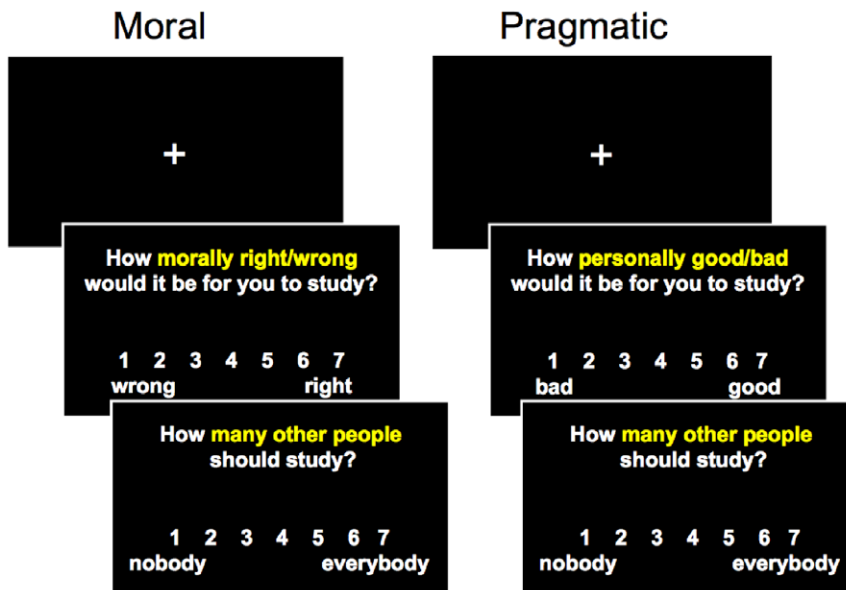 Moral
+
How morally right/wrong
would it be for you to study?
1 2 3 4 5 6 7
wrong right
How many other people
should study?
1 2 3 4 5 6 7
nobody everybody
Pragmatic
+
How personally good/bad
would it be for you to study?
1 2 3 4 5 6 7
bad good
How many other people
should study?
1 2 3 4 5 6 7
nobody everybody